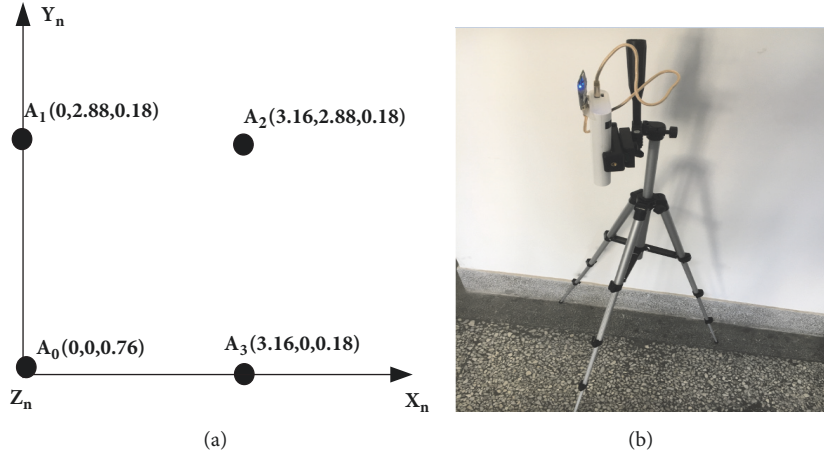 Yₙ
A₁(0,2.88,0.18)
A₂(3.16,2.88,0.18)
A₀(0,0,0.76)
A₃(3.16,0,0.18)
Zₙ
Xₙ
(a)
(b)